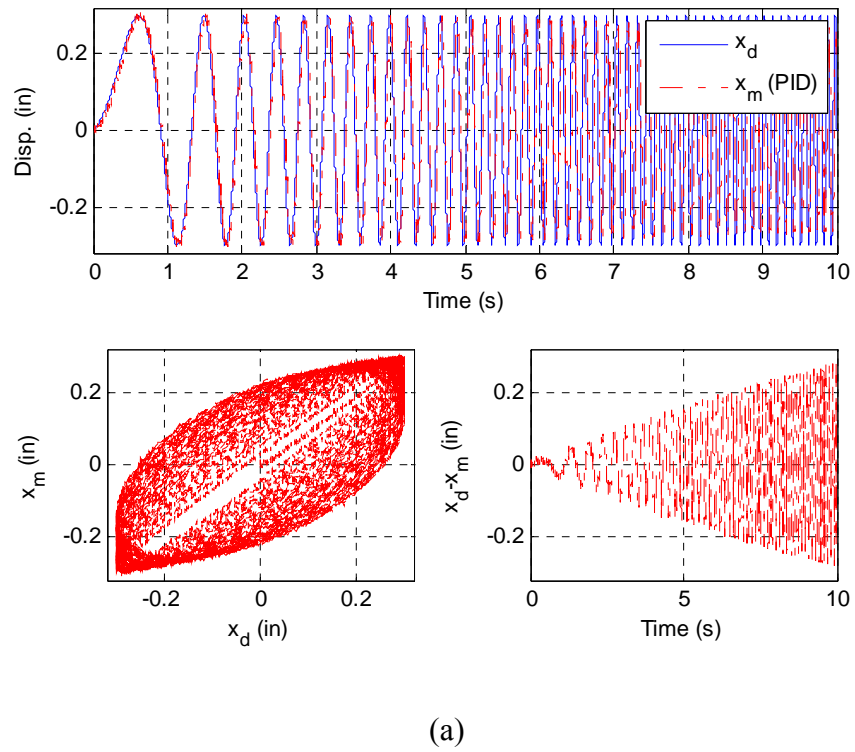 0.2
0
-0.2
Disp. (in)
x_d
x_m (PID)
0 1 2 3 4 5 6 7 8 9 10
Time (s)
0.2
0
-0.2
x_m (in)
-0.2 0 0.2
x_d (in)
0.2
0
-0.2
x_d-x_m (in)
0 5 10
Time (s)
(a)